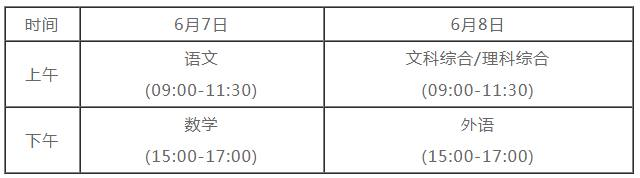 时间 6月7日 6月8日
上午 语文 文科综合/理科综合
(09:00-11:30) (09:00-11:30)
下午 数学 外语
(15:00-17:00) (15:00-17:00)